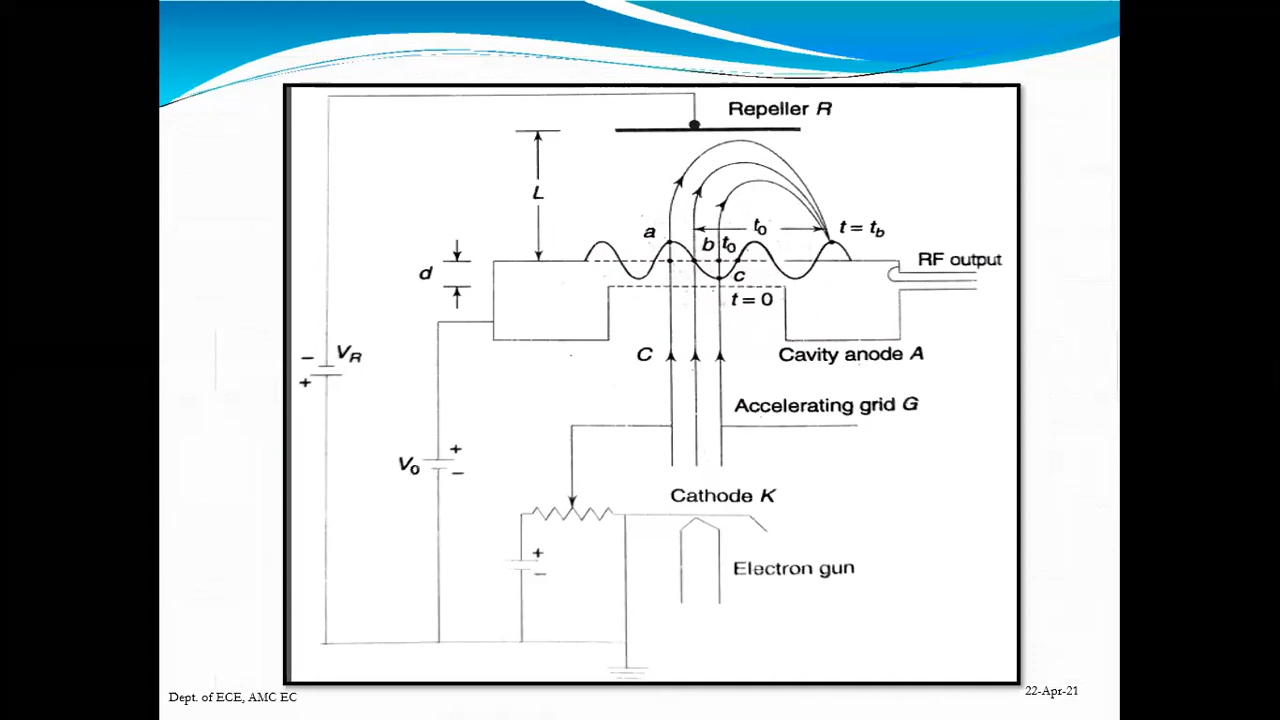 Repeller R
L
a
b
t₀
t₀
t = t_b
d
c
RF output
t = 0
C
Cavity anode A
−
V_R
+
Accelerating grid G
+
V₀
−
Cathode K
+
−
Electron gun
Dept. of ECE, AMC EC
22-Apr-21